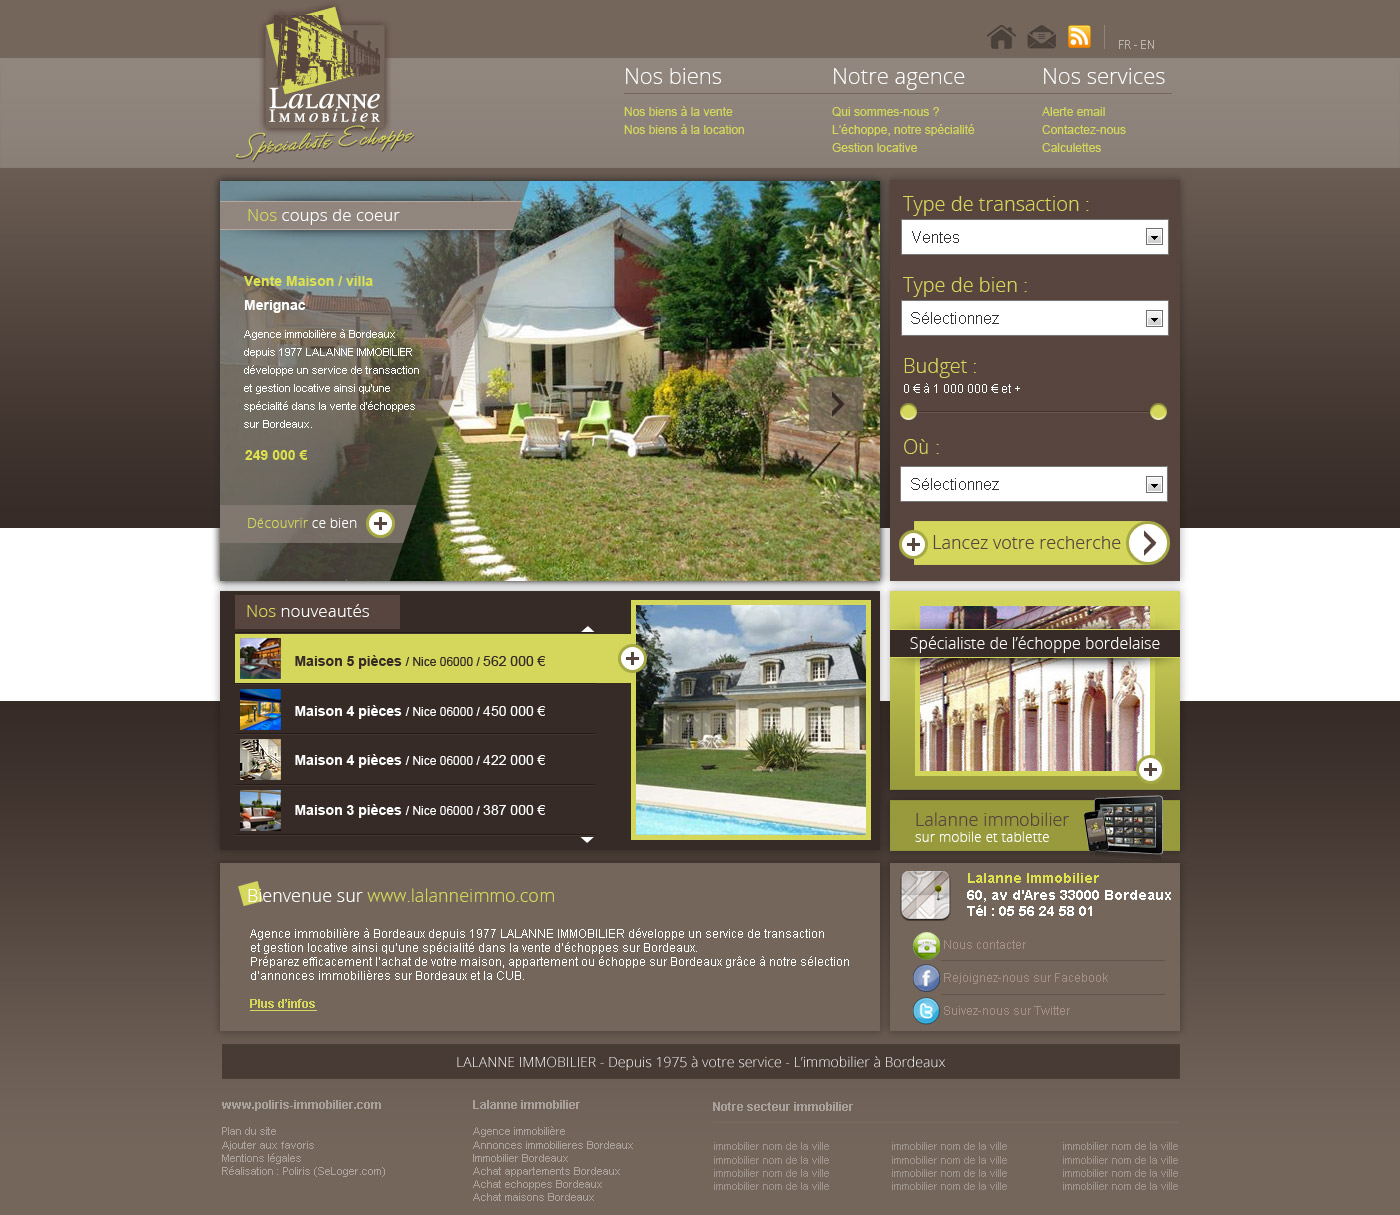 LALANNE
IMMOBILIER
Spécialiste Echoppe
FR - EN
Nos biens
Nos biens à la vente
Nos biens à la location
Notre agence
Qui sommes-nous ?
L'échoppe, notre spécialité
Gestion locative
Nos services
Alerte email
Contactez-nous
Calculettes
Nos coups de coeur
Vente Maison / villa
Merignac
Agence immobilière à Bordeaux
depuis 1977 LALANNE IMMOBILIER
développe un service de transaction
et gestion locative ainsi qu'une
spécialité dans la vente d'échoppes
sur Bordeaux.
249 000 €
Découvrir ce bien
Type de transaction :
Ventes
Type de bien :
Sélectionnez
Budget :
0 € à 1 000 000 € et +
Où :
Sélectionnez
Lancez votre recherche
Nos nouveautés
Maison 5 pièces / Nice 06000 / 562 000 €
Maison 4 pièces / Nice 06000 / 450 000 €
Maison 4 pièces / Nice 06000 / 422 000 €
Maison 3 pièces / Nice 06000 / 387 000 €
Spécialiste de l'échoppe bordelaise
Lalanne immobilier
sur mobile et tablette
Bienvenue sur www.lalanneimmo.com
Agence immobilière à Bordeaux depuis 1977 LALANNE IMMOBILIER développe un service de transaction
et gestion locative ainsi qu'une spécialité dans la vente d'échoppes sur Bordeaux.
Préparez efficacement l'achat de votre maison, appartement ou échoppe sur Bordeaux grâce à notre sélection
d'annonces immobilières sur Bordeaux et la CUB.
Plus d'infos
Lalanne Immobilier
60, av d'Ares 33000 Bordeaux
Tél : 05 56 24 58 01
Nous contacter
Rejoignez-nous sur Facebook
Suivez-nous sur Twitter
LALANNE IMMOBILIER - Depuis 1975 à votre service - L'immobilier à Bordeaux
www.poliris-immobilier.com
Plan du site
Ajouter aux favoris
Mentions légales
Réalisation : Poliris (SeLoger.com)
Lalanne immobilier
Agence immobilière
Annonces immobilieres Bordeaux
Immobilier Bordeaux
Achat appartements Bordeaux
Achat echoppes Bordeaux
Achat maisons Bordeaux
Notre secteur immobilier
immobilier nom de la ville
immobilier nom de la ville
immobilier nom de la ville
immobilier nom de la ville
immobilier nom de la ville
immobilier nom de la ville
immobilier nom de la ville
immobilier nom de la ville
immobilier nom de la ville
immobilier nom de la ville
immobilier nom de la ville
immobilier nom de la ville